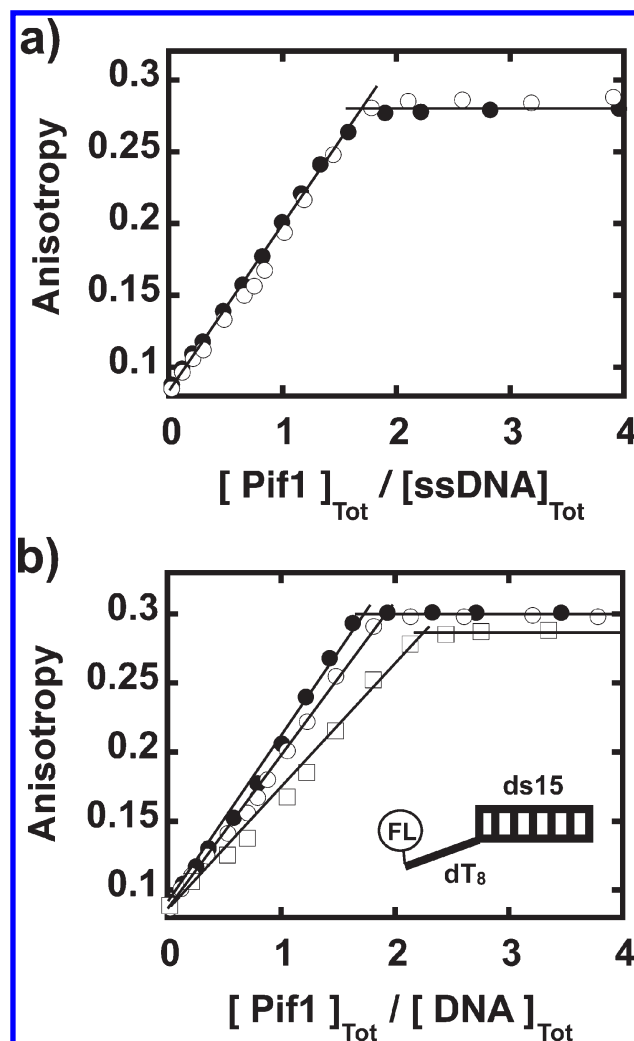 a)
0.3
0.25
0.2
0.15
0.1
Anisotropy
0 1 2 3 4
[ Pif1 ]Tot / [ssDNA]Tot
b)
0.3
0.25
0.2
0.15
0.1
Anisotropy
ds15
FL
dT8
0 1 2 3 4
[ Pif1 ]Tot / [ DNA ]Tot